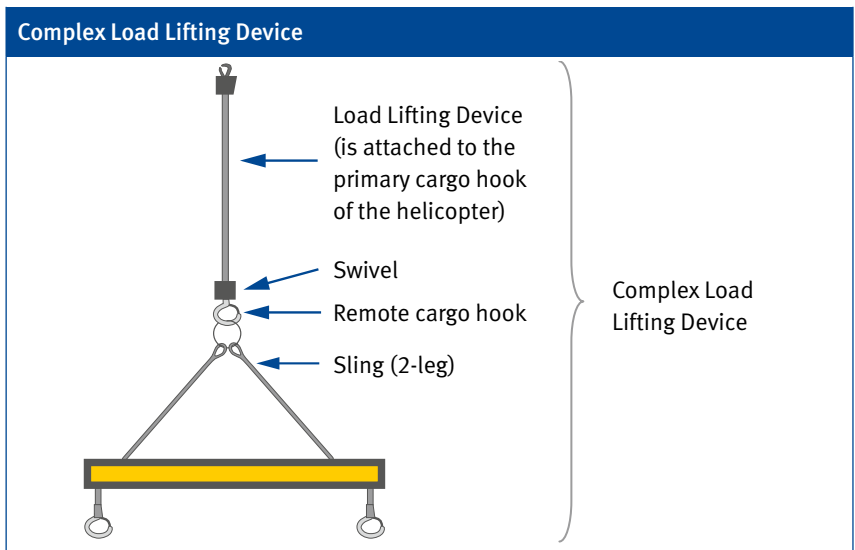 Complex Load Lifting Device
Load Lifting Device
(is attached to the
primary cargo hook
of the helicopter)
Swivel
Remote cargo hook
Sling (2-leg)
Complex Load
Lifting Device